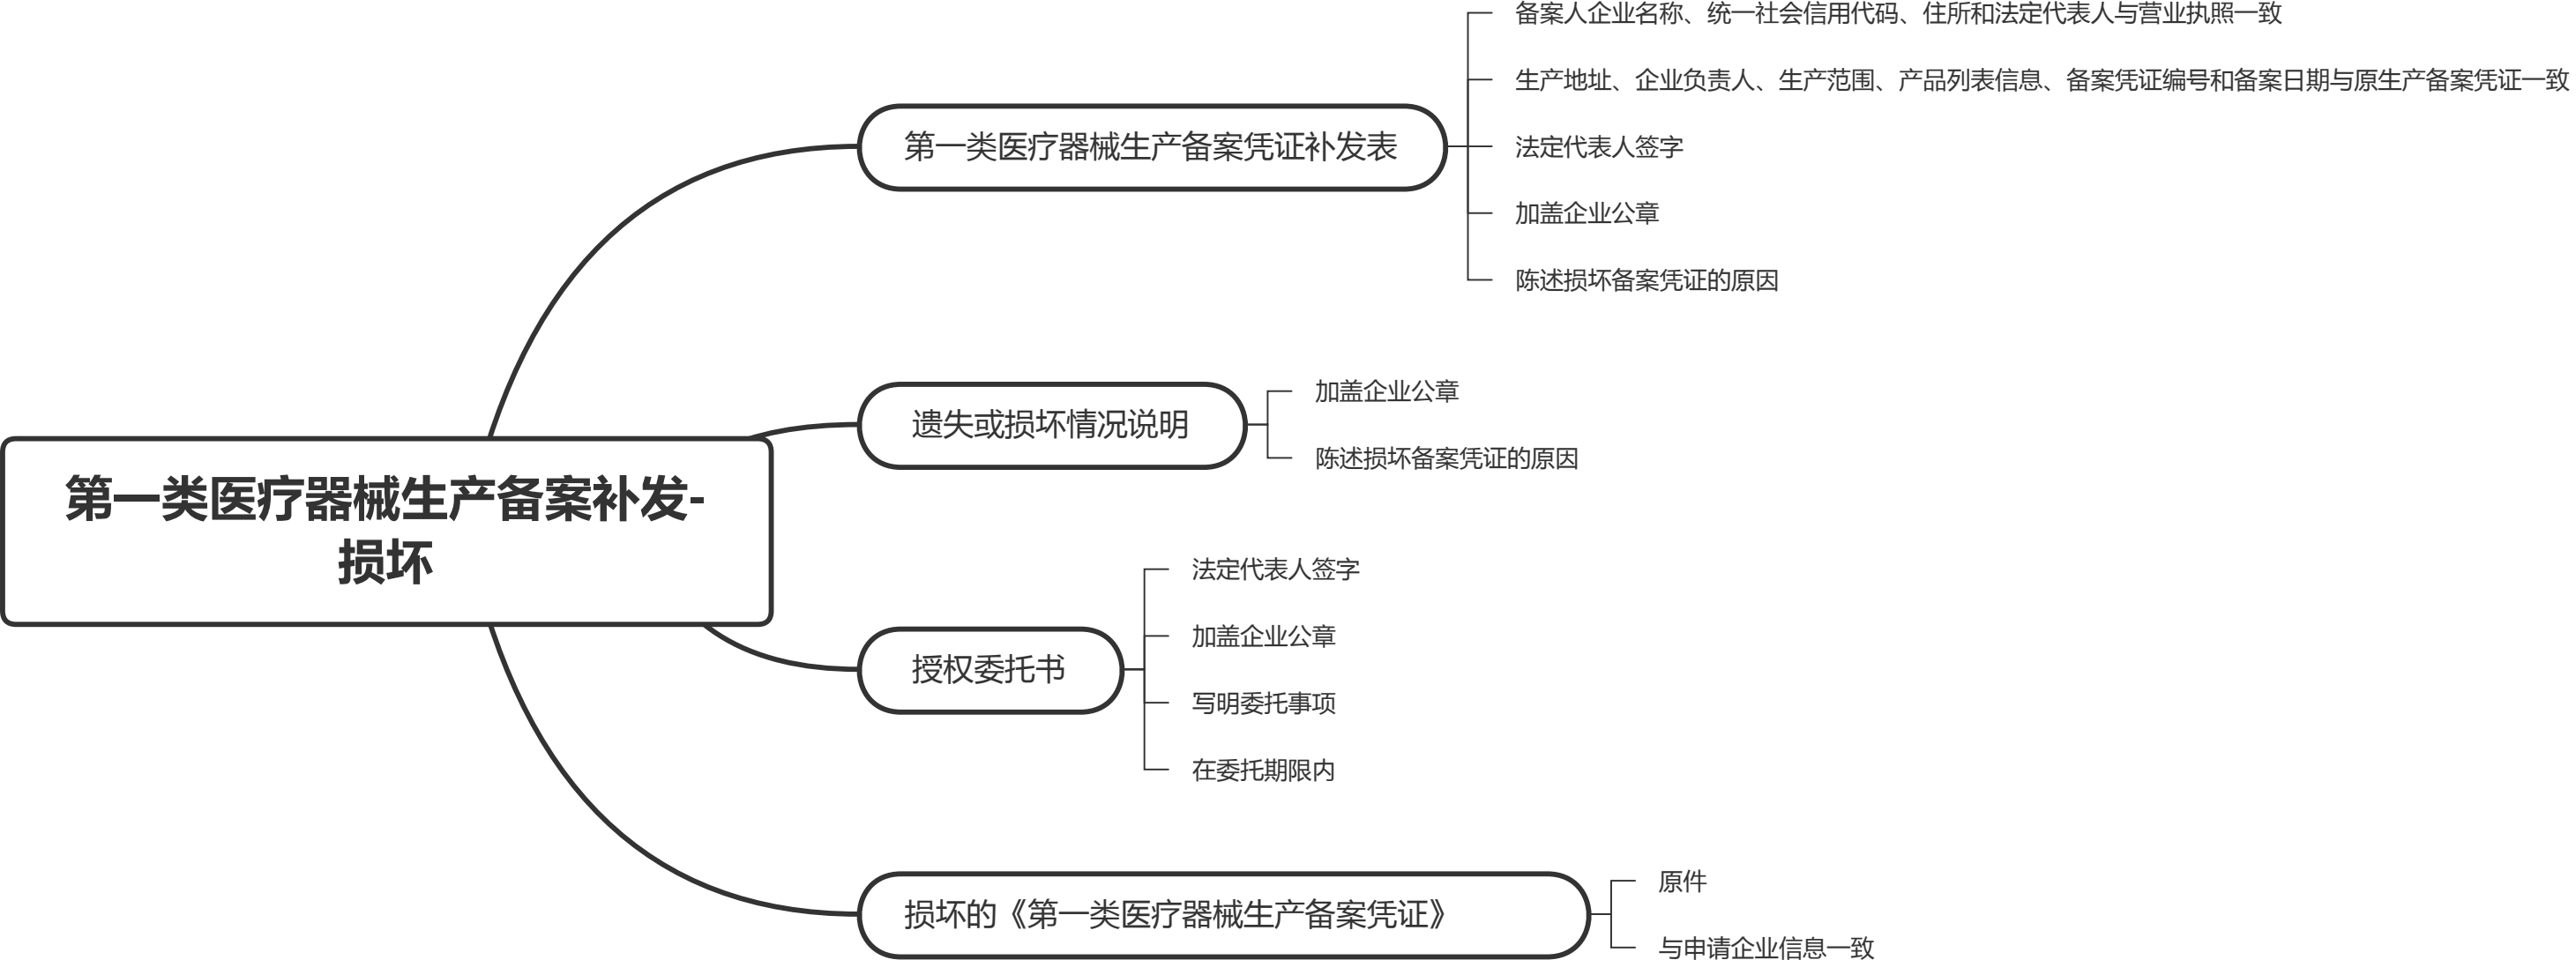 第一类医疗器械生产备案补发-
损坏
第一类医疗器械生产备案凭证补发表
备案人企业名称、统一社会信用代码、住所和法定代表人与营业执照一致
生产地址、企业负责人、生产范围、产品列表信息、备案凭证编号和备案日期与原生产备案凭证一致
法定代表人签字
加盖企业公章
陈述损坏备案凭证的原因
遗失或损坏情况说明
加盖企业公章
陈述损坏备案凭证的原因
授权委托书
法定代表人签字
加盖企业公章
写明委托事项
在委托期限内
损坏的《第一类医疗器械生产备案凭证》
原件
与申请企业信息一致